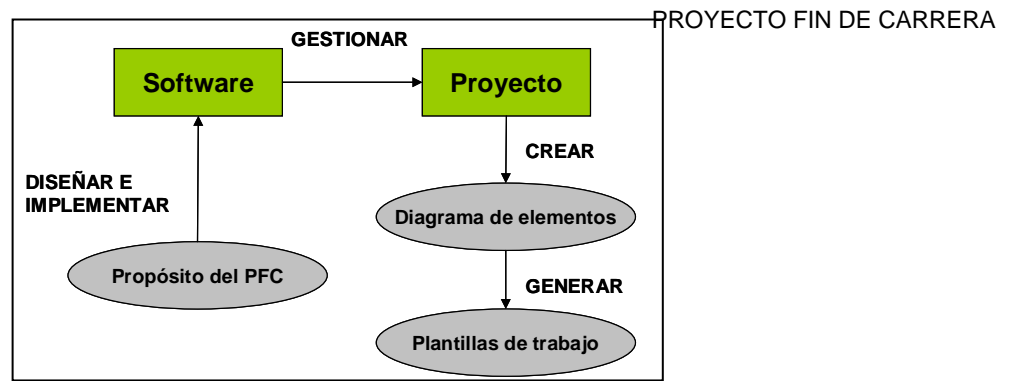 PROYECTO FIN DE CARRERA
GESTIONAR
Software
Proyecto
CREAR
DISEÑAR E
IMPLEMENTAR
Diagrama de elementos
Propósito del PFC
GENERAR
Plantillas de trabajo